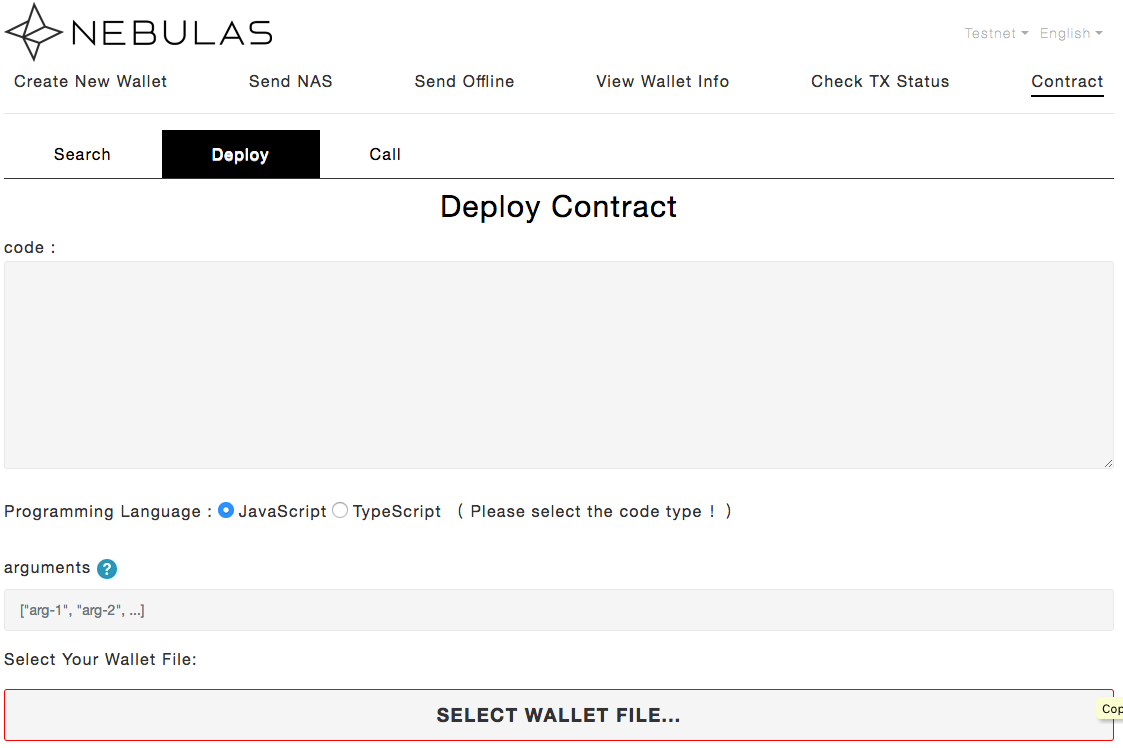 NEBULAS
Testnet English
Create New Wallet Send NAS Send Offline View Wallet Info Check TX Status Contract
Search Deploy Call
Deploy Contract
code :
Programming Language : JavaScript TypeScript ( Please select the code type ! )
arguments ?
["arg-1", "arg-2", ...]
Select Your Wallet File:
SELECT WALLET FILE...
Cop